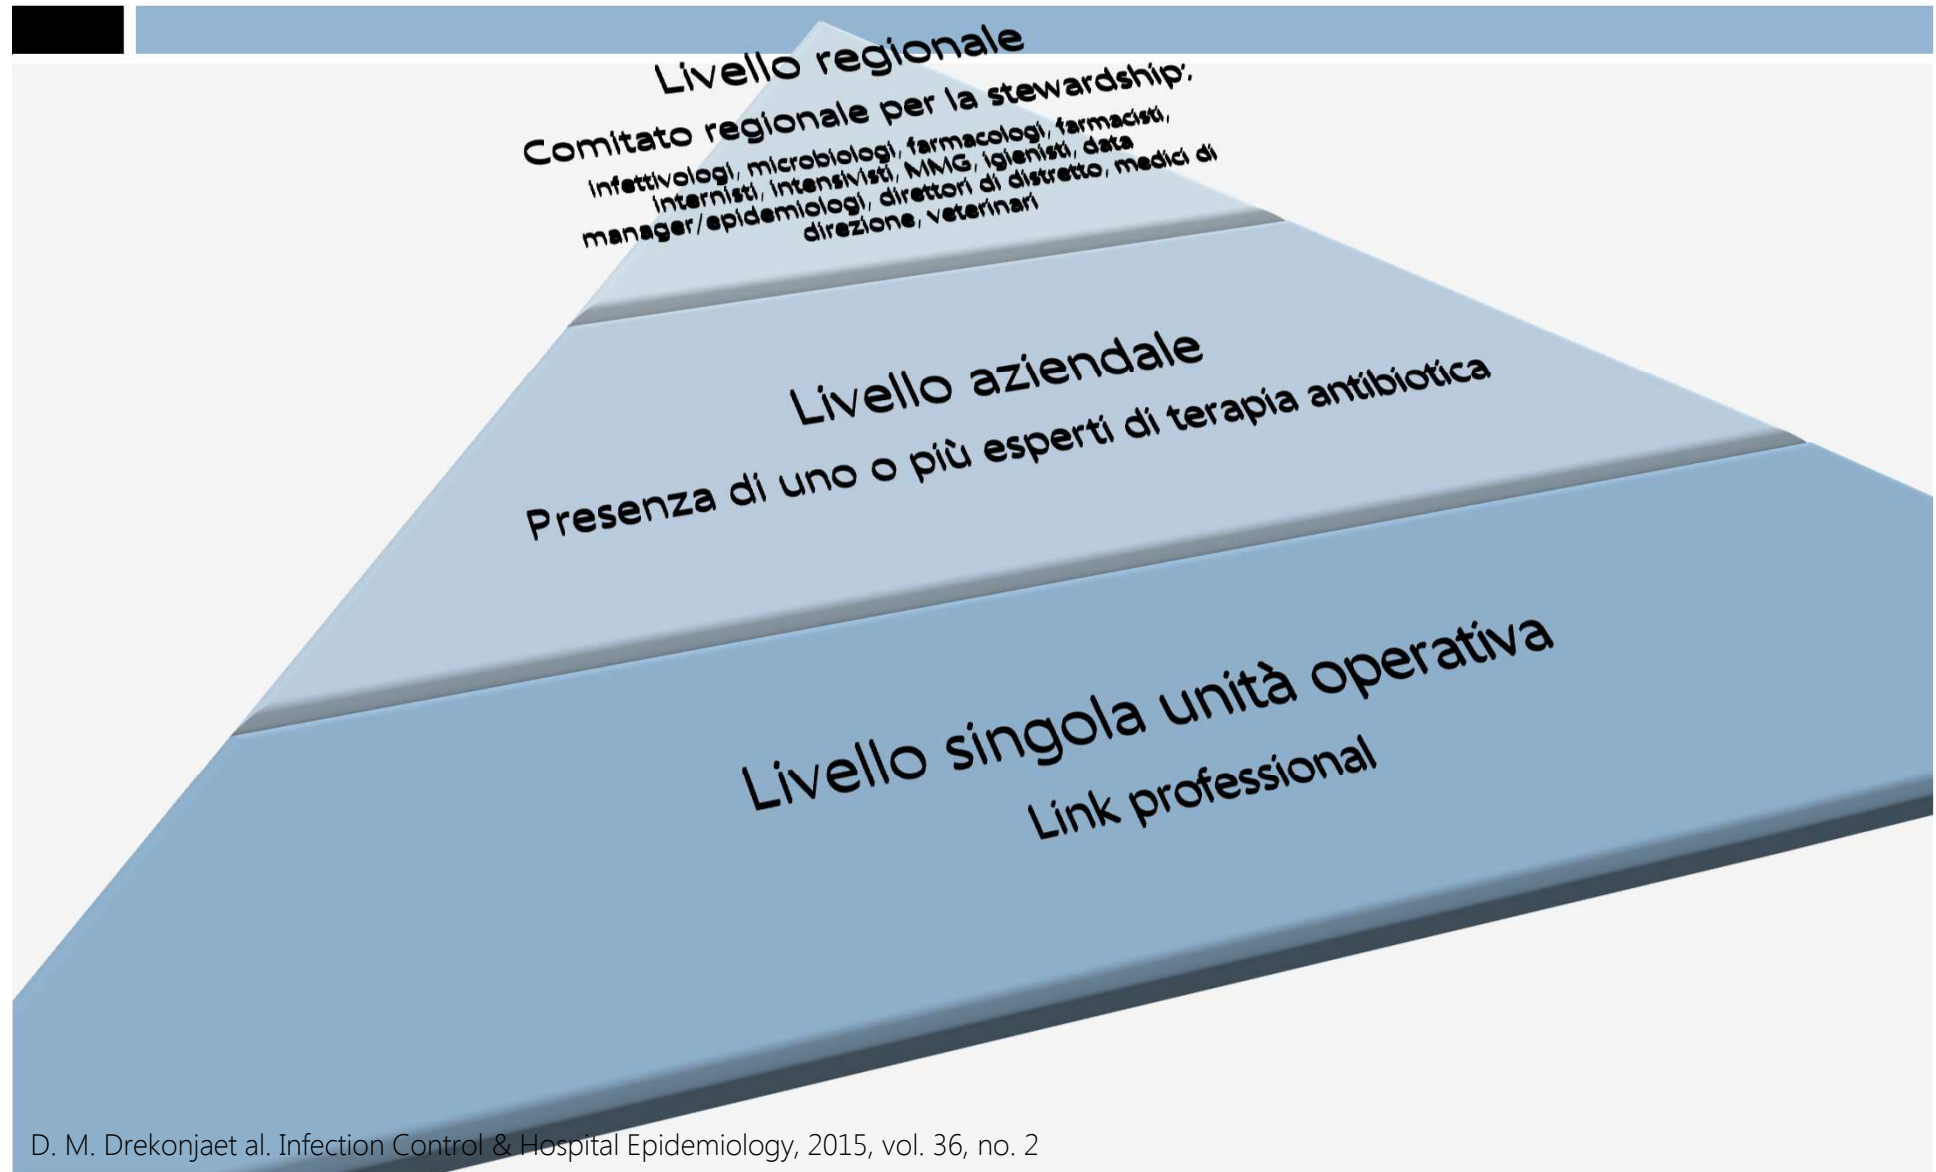 Livello regionale
Comitato regionale per la stewardship:
infettivologi, microbiologi, farmacologi, farmacisti,
internisti, intensivisti, MMG, igienisti, data
manager/epidemiologi, direttori di distretto, medici di
direzione, veterinari
Livello aziendale
Presenza di uno o più esperti di terapia antibiotica
Livello singola unità operativa
Link professional
D. M. Drekonjaet al. Infection Control & Hospital Epidemiology, 2015, vol. 36, no. 2